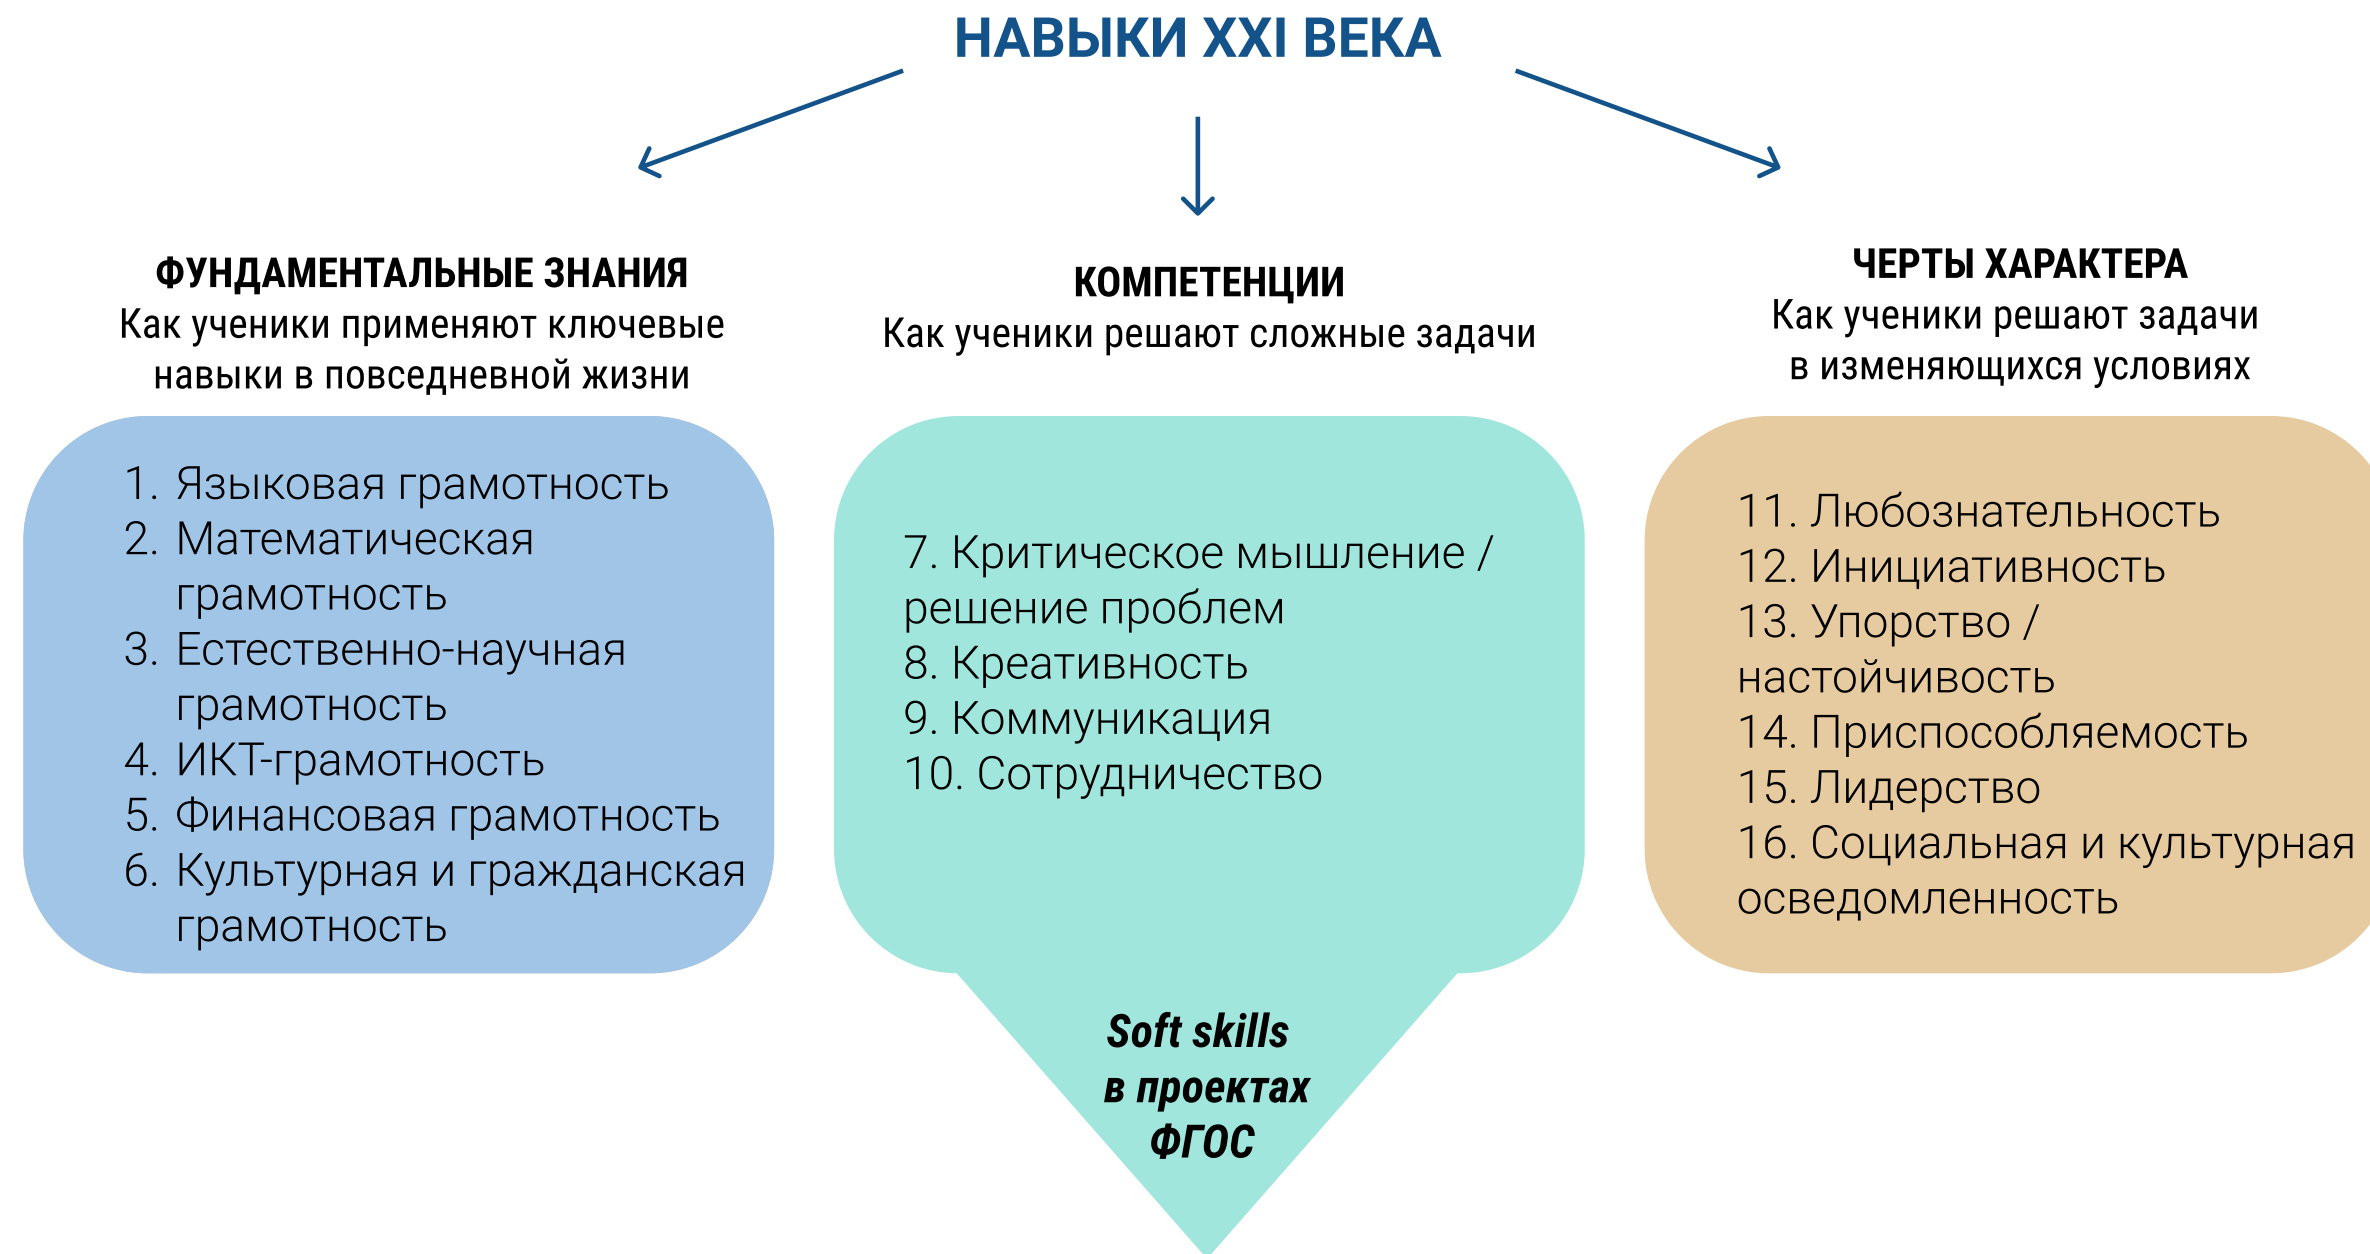 НАВЫКИ XXI ВЕКА
ФУНДАМЕНТАЛЬНЫЕ ЗНАНИЯ
Как ученики применяют ключевые
навыки в повседневной жизни
1. Языковая грамотность
2. Математическая
грамотность
3. Естественно-научная
грамотность
4. ИКТ-грамотность
5. Финансовая грамотность
6. Культурная и гражданская
грамотность
КОМПЕТЕНЦИИ
Как ученики решают сложные задачи
7. Критическое мышление /
решение проблем
8. Креативность
9. Коммуникация
10. Сотрудничество
Soft skills
в проектах
ФГОС
ЧЕРТЫ ХАРАКТЕРА
Как ученики решают задачи
в изменяющихся условиях
11. Любознательность
12. Инициативность
13. Упорство /
настойчивость
14. Приспособляемость
15. Лидерство
16. Социальная и культурная
осведомленность